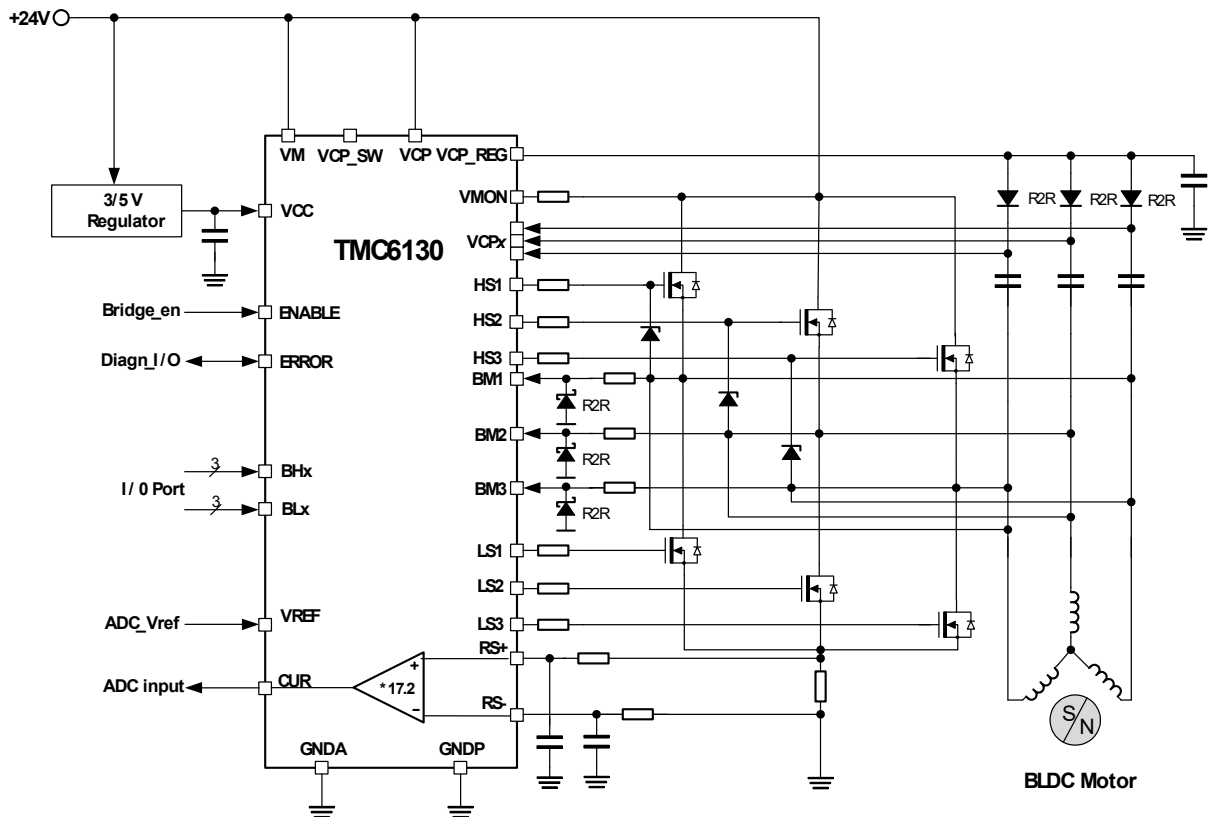 +24V
VM
VCP_SW
VCP
VCP_REG
3/5 V
Regulator
VCC
VMON
R2R
R2R
R2R
TMC6130
VCPx
HS1
Bridge_en
ENABLE
HS2
Diagn_I/O
ERROR
HS3
BM1
R2R
BM2
R2R
3
BHx
I/0 Port
BM3
3
BLx
R2R
LS1
LS2
ADC_Vref
VREF
LS3
RS+
ADC input
CUR
+
*17.2
-
RS-
S/N
GNDA
GNDP
BLDC Motor